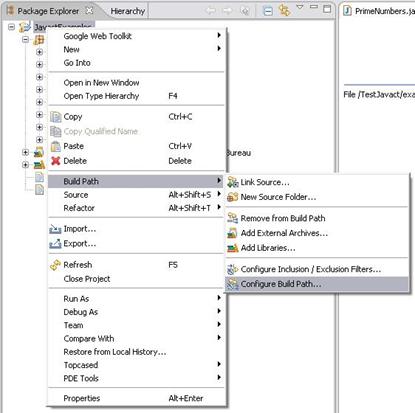 Package Explorer
Hierarchy
PrimeNumbers.ja
JavactExamples
Google Web Toolkit
New
Go Into
Open in New Window
Open Type Hierarchy F4
File /TestJavact/exa
Copy Ctrl+C
Copy Qualified Name
Paste Ctrl+V
Delete Delete
Bureau
Build Path
Source Alt+Shift+S
Refactor Alt+Shift+T
Import...
Export...
Refresh F5
Close Project
Run As
Debug As
Team
Compare With
Restore from Local History...
Topcased
PDE Tools
Properties Alt+Enter
Link Source...
New Source Folder...
Remove from Build Path
Add External Archives...
Add Libraries...
Configure Inclusion / Exclusion Filters...
Configure Build Path...